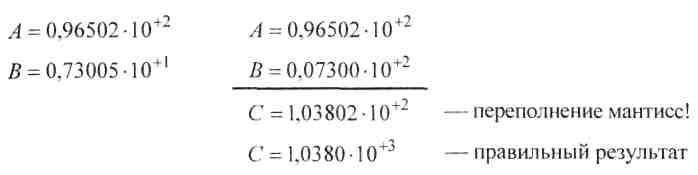 A = 0,96502·10⁺² A = 0,96502·10⁺²
B = 0,73005·10⁺¹ B = 0,07300·10⁺²
C = 1,03802·10⁺² — переполнение мантисс!
C = 1,0380·10⁺³ — правильный результат